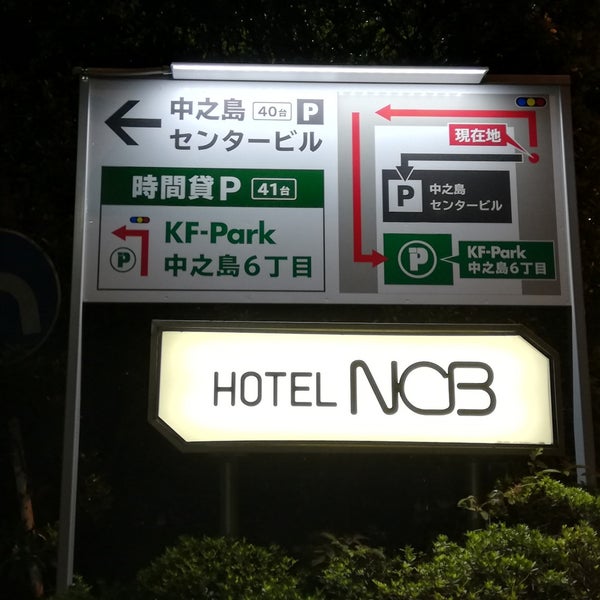 中之島 40台 P
センタービル
時間貸P 41台
KF-Park
P 中之島6丁目
現在地
P 中之島
センタービル
P KF-Park
中之島6丁目
HOTEL NCB